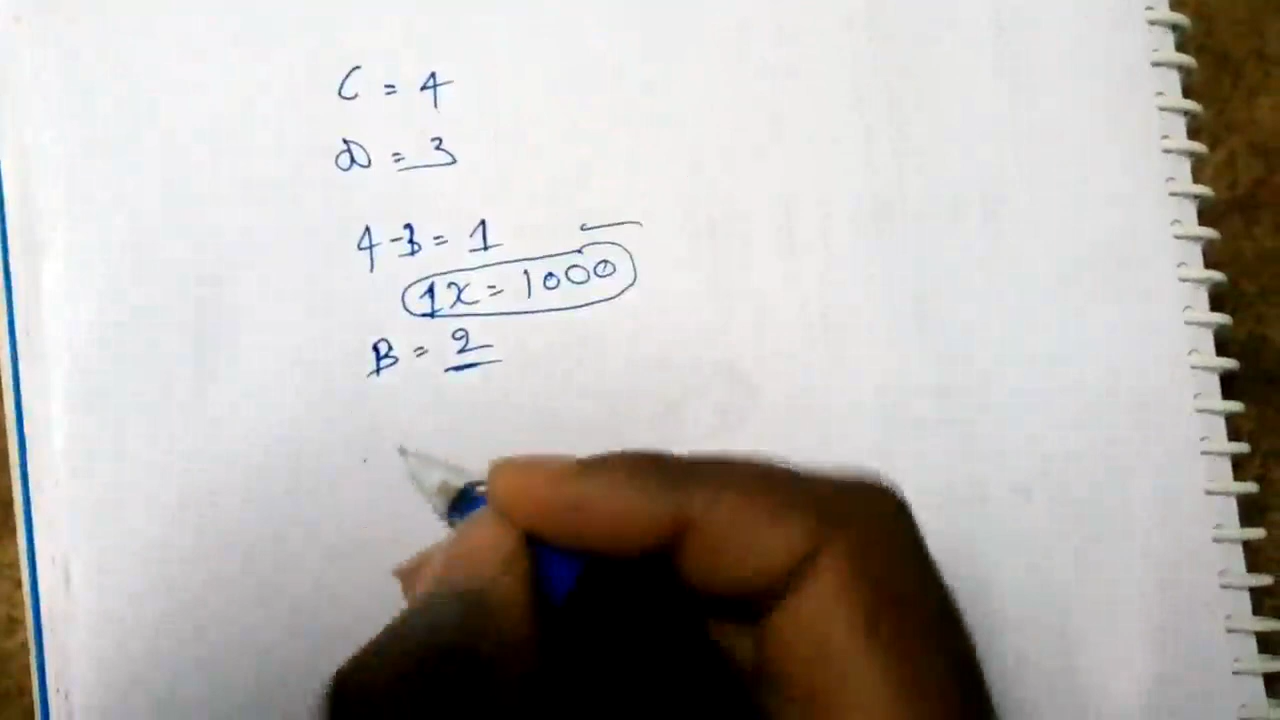 C = 4
D = 3
4-3 = 1
1x = 1000
B = 2